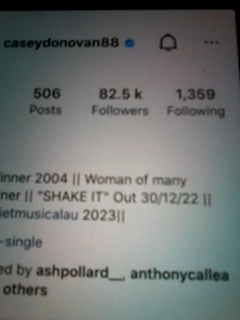 caseydonovan88
506 82.5 k 1,359
Posts Followers Following
inner 2004 || Woman of many
ner || "SHAKE IT" Out 30/12/22 ||
ietmusicalau 2023||
-single
ed by ashpollard__, anthonycallea
others